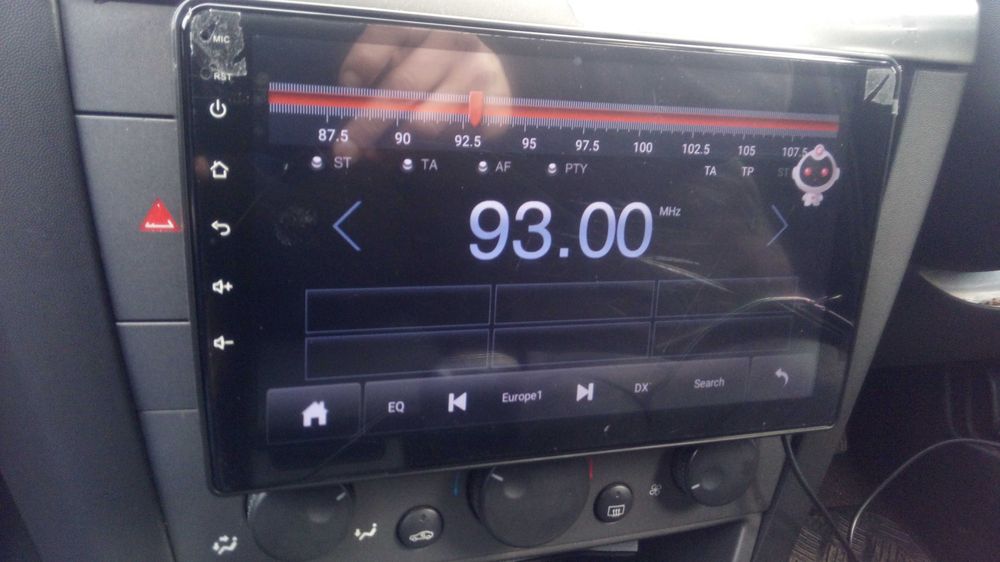 MIC
RST
87.5 90 92.5 95 97.5 100 102.5 105 107.5
ST TA AF PTY TA TP ST
93.00 MHz
EQ Europe1 DX Search